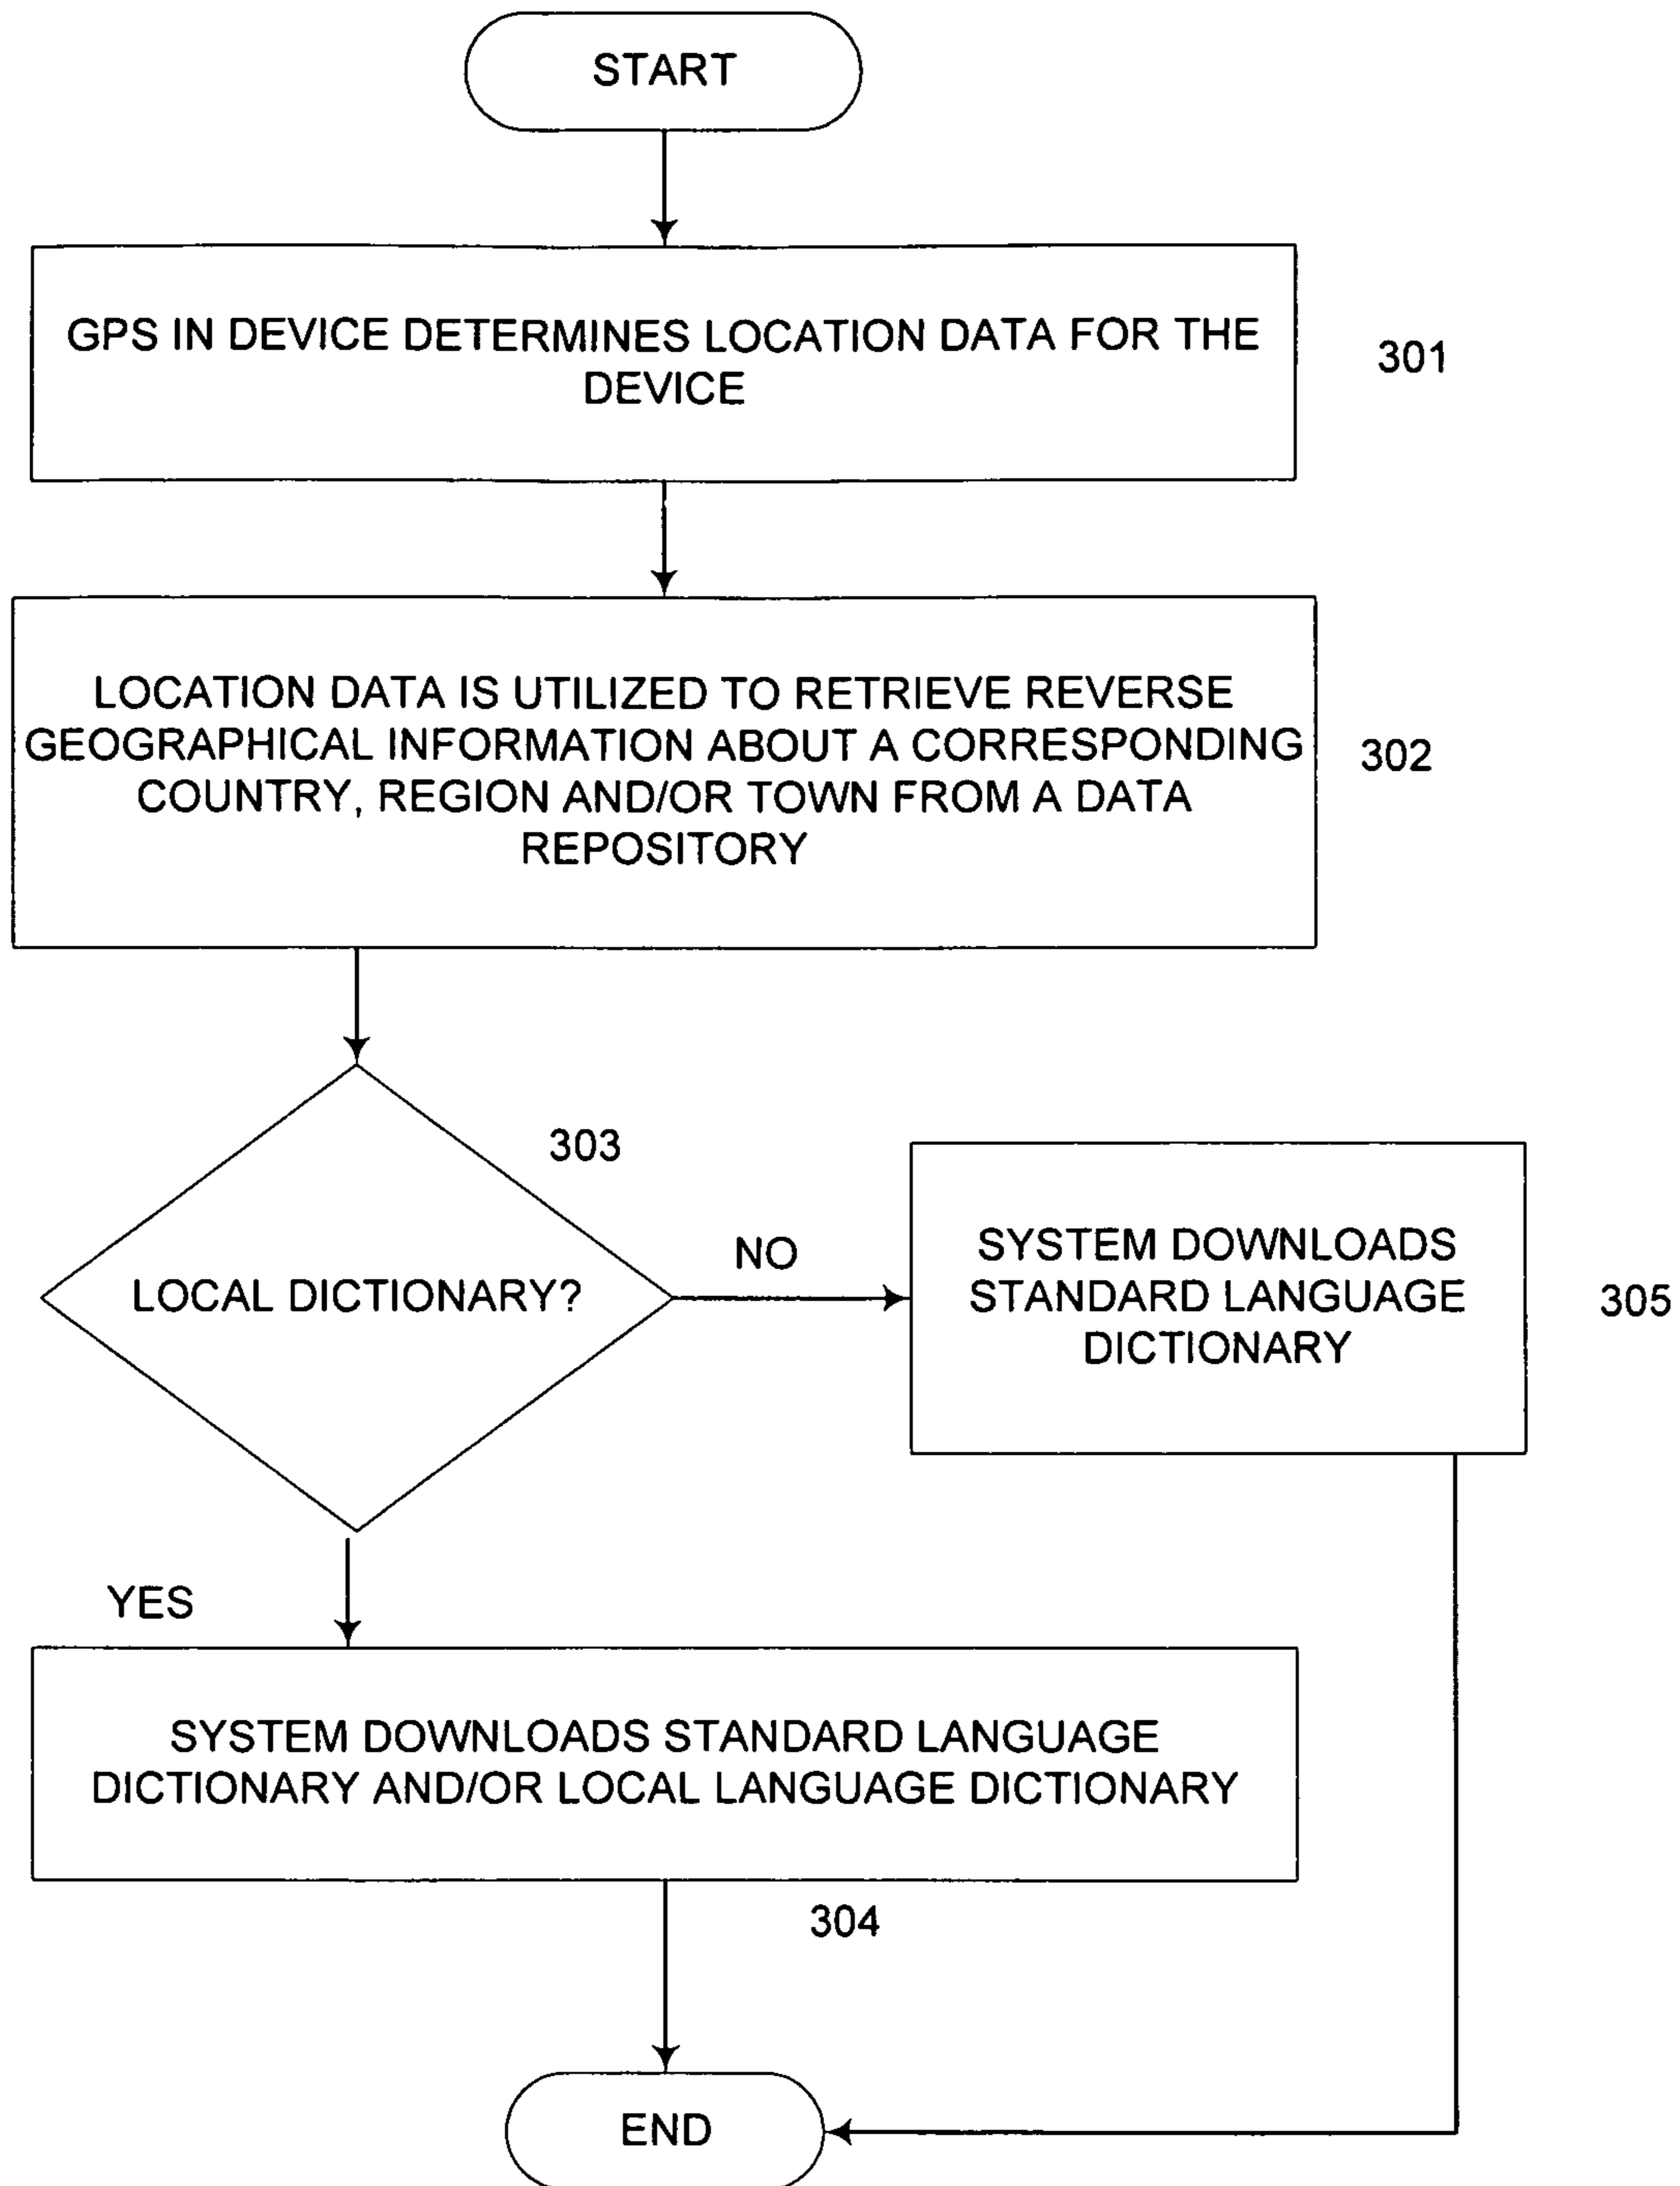 START
GPS IN DEVICE DETERMINES LOCATION DATA FOR THE
DEVICE
301
LOCATION DATA IS UTILIZED TO RETRIEVE REVERSE
GEOGRAPHICAL INFORMATION ABOUT A CORRESPONDING
COUNTRY, REGION AND/OR TOWN FROM A DATA
REPOSITORY
302
303
LOCAL DICTIONARY?
NO
SYSTEM DOWNLOADS
STANDARD LANGUAGE
DICTIONARY
305
YES
SYSTEM DOWNLOADS STANDARD LANGUAGE
DICTIONARY AND/OR LOCAL LANGUAGE DICTIONARY
304
END